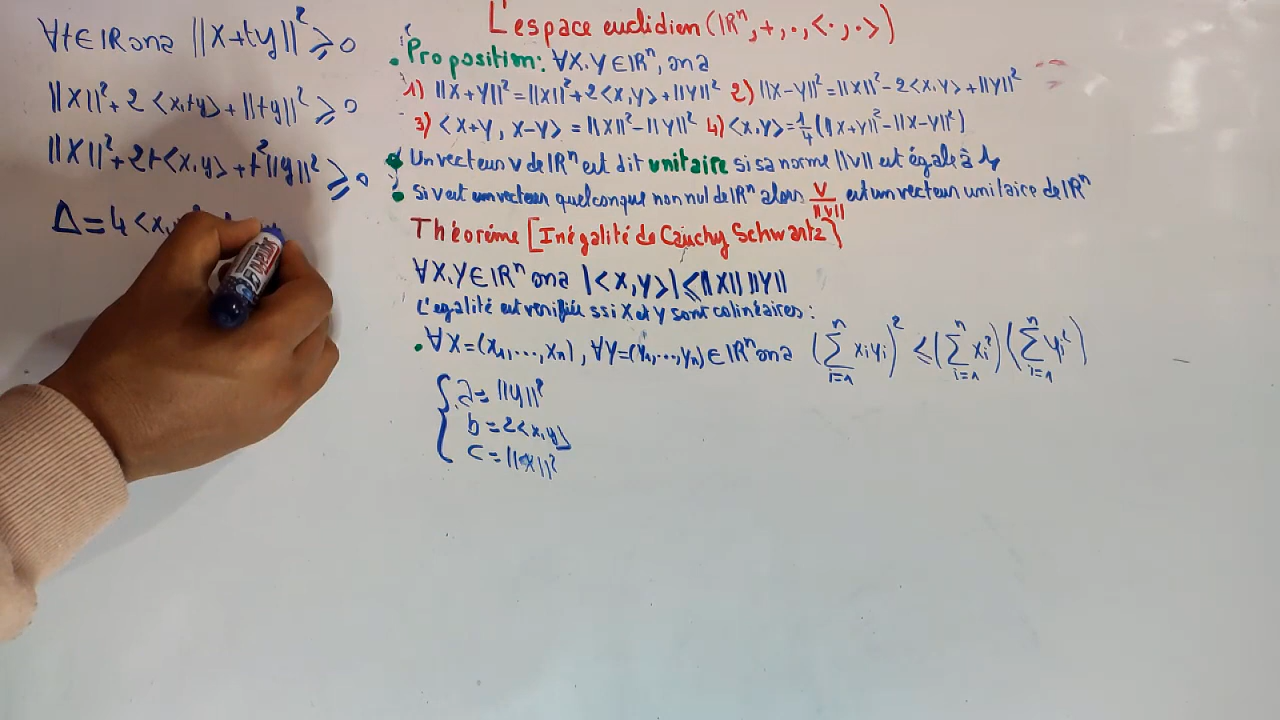 L'espace euclidien (ℝⁿ, +, ·, <·,·>)
∀t∈ℝ on a ||X+ty||² ≥ 0
||X||² + 2<x,ty> + ||ty||² ≥ 0
||X||² + 2t<x,y> + t²||y||² ≥ 0
Δ = 4<x,
• Proposition: ∀X,Y∈ℝⁿ, on a
1) ||X+Y||² = ||X||² + 2<X,Y> + ||Y||² 2) ||X-Y||² = ||X||² - 2<X,Y> + ||Y||²
3) <X+Y, X-Y> = ||X||² - ||Y||² 4) <X,Y> = 1/4 (||X+Y||² - ||X-Y||²)
• Un vecteur v de ℝⁿ est dit unitaire si sa norme ||v|| est égale à 1
• Si v est un vecteur quelconque non nul de ℝⁿ alors v/||v|| est un vecteur unitaire de ℝⁿ
Théorème [Inégalité de Cauchy Schwartz]
∀X,Y∈ℝⁿ on a |<X,Y>| ≤ ||X|| ||Y||
L'égalité est vérifiée ssi X et Y sont colinéaires :
• ∀X=(x₁,...,xₙ), ∀Y=(y₁,...,yₙ)∈ℝⁿ on a (∑ⁿᵢ₌₁ xᵢyᵢ)² ≤ (∑ⁿᵢ₌₁ xᵢ²)(∑ⁿᵢ₌₁ yᵢ²)
{ a = ||y||²
b = 2<x,y>
c = ||X||²